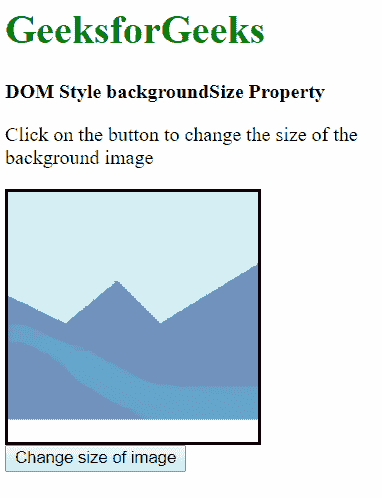 GeeksforGeeks
DOM Style backgroundSize Property
Click on the button to change the size of the
background image
Change size of image